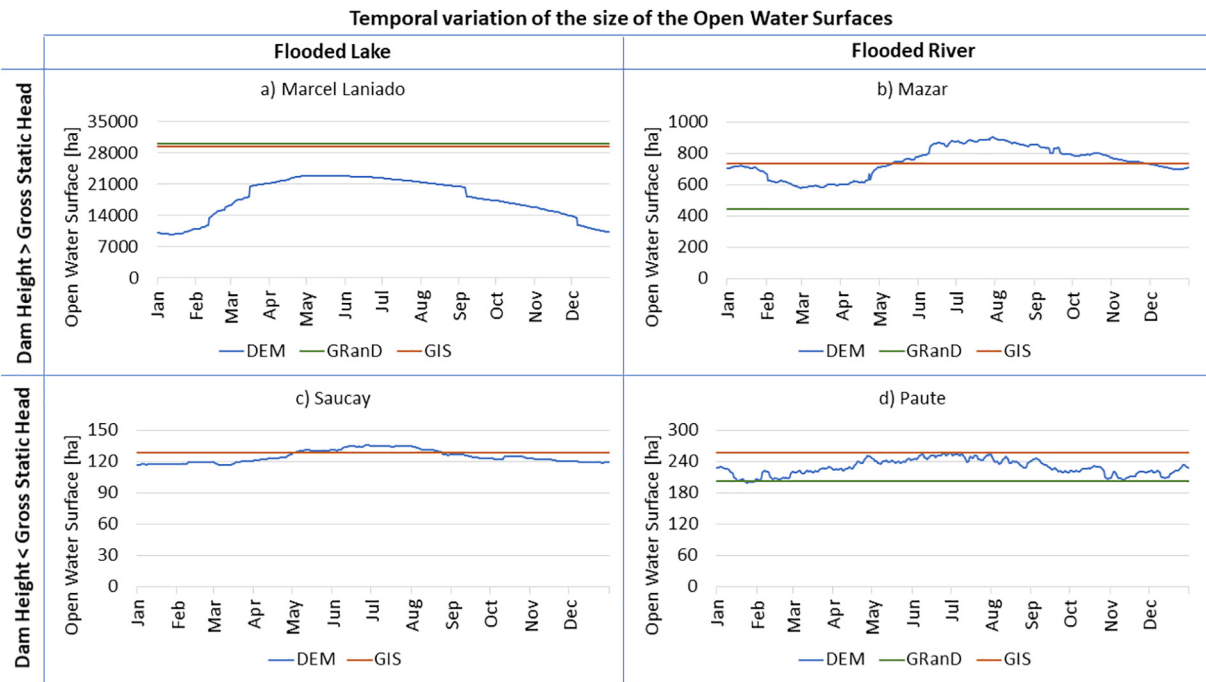 Temporal variation of the size of the Open Water Surfaces
Flooded Lake
Flooded River
Dam Height > Gross Static Head
a) Marcel Laniado
Open Water Surface [ha]
35000
28000
21000
14000
7000
0
Jan Feb Mar Apr May Jun Jul Aug Sep Oct Nov Dec
DEM GRanD GIS
b) Mazar
Open Water Surface [ha]
1000
800
600
400
200
0
Jan Feb Mar Apr May Jun Jul Aug Sep Oct Nov Dec
DEM GRanD GIS
Dam Height < Gross Static Head
c) Saucay
Open Water Surface [ha]
150
120
90
60
30
0
Jan Feb Mar Apr May Jun Jul Aug Sep Oct Nov Dec
DEM GIS
d) Paute
Open Water Surface [ha]
300
240
180
120
60
0
Jan Feb Mar Apr May Jun Jul Aug Sep Oct Nov Dec
DEM GRanD GIS